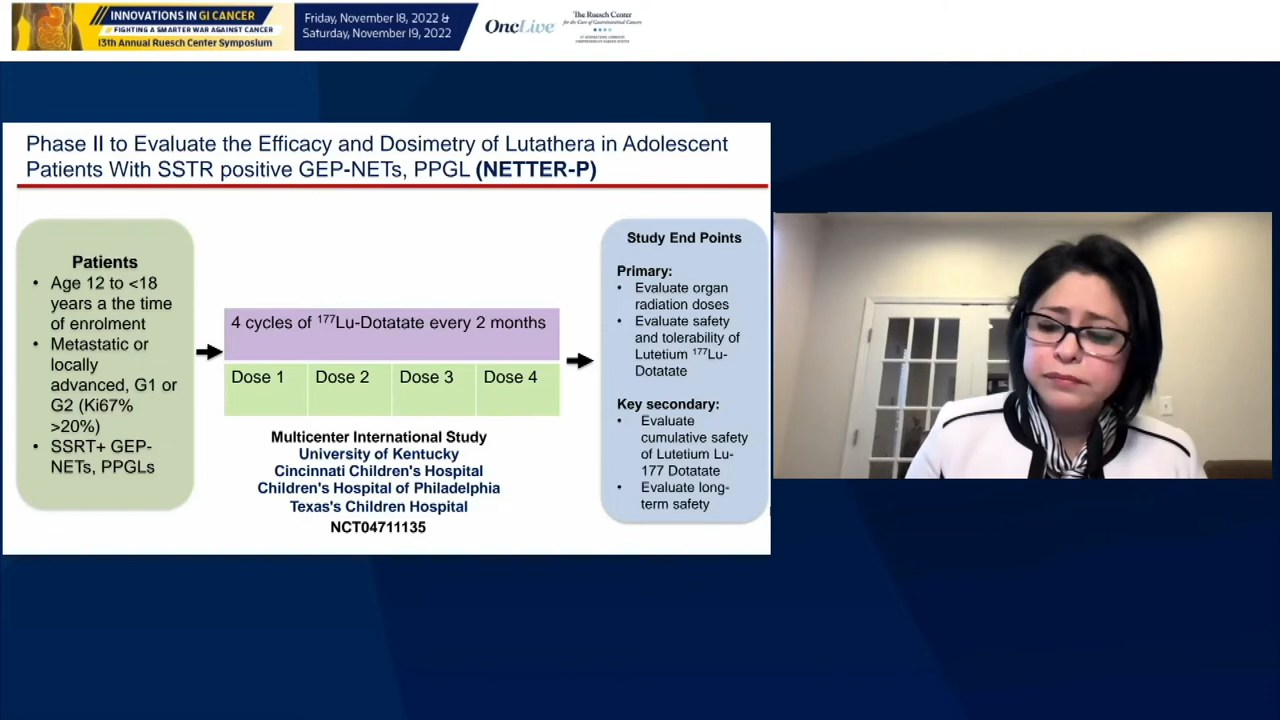 INNOVATIONS IN GI CANCER
FIGHTING A SMARTER WAR AGAINST CANCER
13th Annual Ruesch Center Symposium
Friday, November 18, 2022 &
Saturday, November 19, 2022
OncLive
The Ruesch Center
for the Cure of Gastrointestinal Cancers
Phase II to Evaluate the Efficacy and Dosimetry of Lutathera in Adolescent
Patients With SSTR positive GEP-NETs, PPGL (NETTER-P)
Patients
• Age 12 to <18
years a the time
of enrolment
• Metastatic or
locally
advanced, G1 or
G2 (Ki67%
>20%)
• SSRT+ GEP-
NETs, PPGLs
4 cycles of ¹⁷⁷Lu-Dotatate every 2 months
Dose 1 Dose 2 Dose 3 Dose 4
Multicenter International Study
University of Kentucky
Cincinnati Children's Hospital
Children's Hospital of Philadelphia
Texas's Children Hospital
NCT04711135
Study End Points
Primary:
• Evaluate organ
radiation doses
• Evaluate safety
and tolerability of
Lutetium ¹⁷⁷Lu-
Dotatate
Key secondary:
• Evaluate
cumulative safety
of Lutetium Lu-
177 Dotatate
• Evaluate long-
term safety